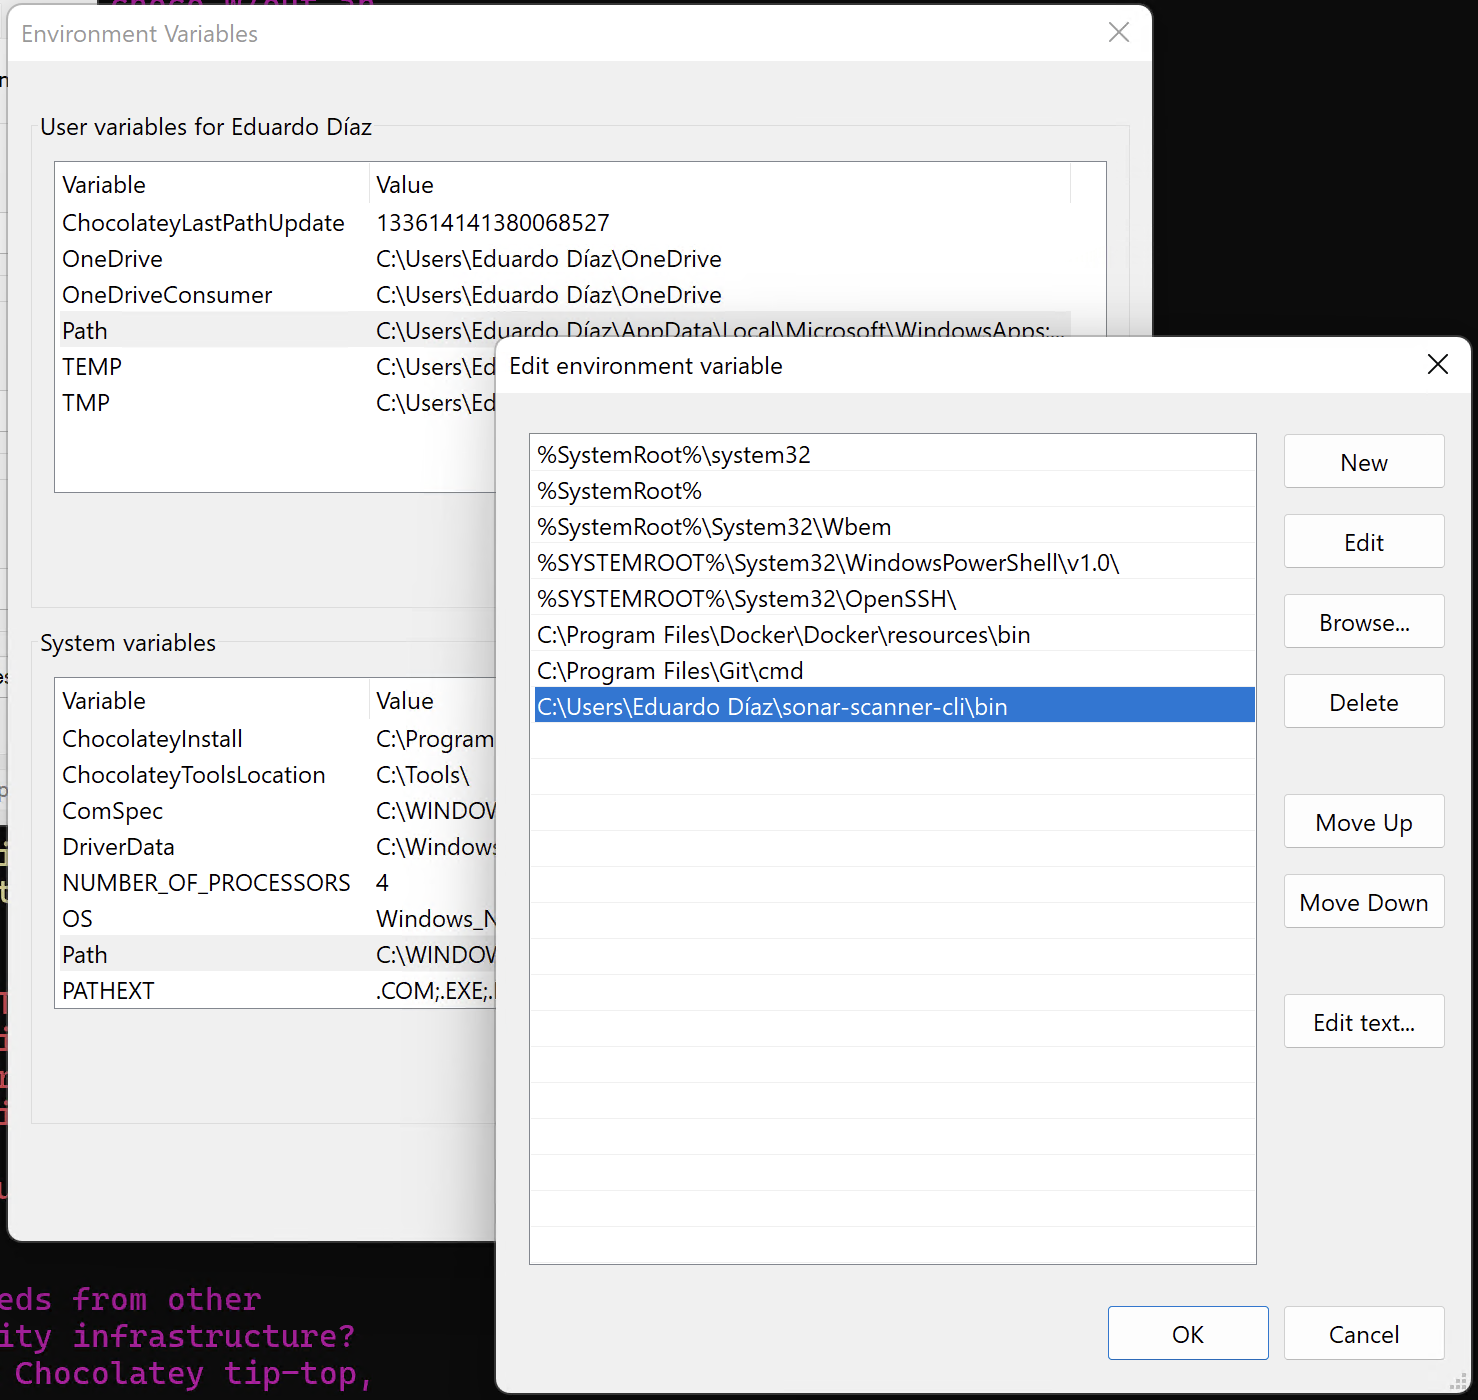 Environment Variables
User variables for Eduardo Díaz
Variable Value
ChocolateyLastPathUpdate 133614141380068527
OneDrive C:\Users\Eduardo Díaz\OneDrive
OneDriveConsumer C:\Users\Eduardo Díaz\OneDrive
Path C:\Users\Eduardo Díaz\AppData\Local\Microsoft\WindowsApps;...
TEMP C:\Users\Ed
TMP C:\Users\Ed
System variables
Variable Value
ChocolateyInstall C:\Program
ChocolateyToolsLocation C:\Tools\
ComSpec C:\WINDOW
DriverData C:\Windows
NUMBER_OF_PROCESSORS 4
OS Windows_N
Path C:\WINDOW
PATHEXT .COM;.EXE;.
Edit environment variable
%SystemRoot%\system32
%SystemRoot%
%SystemRoot%\System32\Wbem
%SYSTEMROOT%\System32\WindowsPowerShell\v1.0\
%SYSTEMROOT%\System32\OpenSSH\
C:\Program Files\Docker\Docker\resources\bin
C:\Program Files\Git\cmd
C:\Users\Eduardo Díaz\sonar-scanner-cli\bin
New
Edit
Browse...
Delete
Move Up
Move Down
Edit text...
OK
Cancel
eds from other
ity infrastructure?
Chocolatey tip-top,